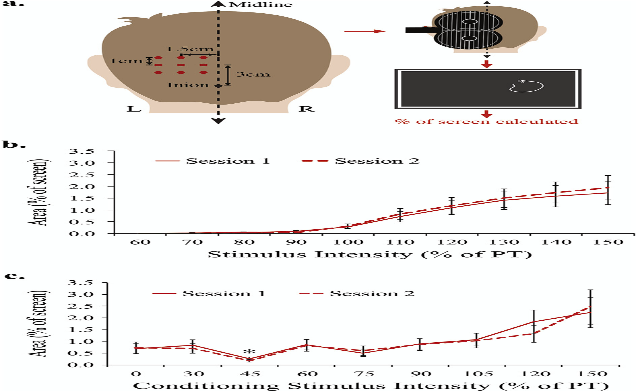 a.
Midline
1.5cm
1cm
3cm
Inion
L
R
% of screen calculated
b.
Area (% of screen)
3.5
3.0
2.5
2.0
1.5
1.0
0.5
0.0
Session 1
Session 2
60 70 80 90 100 110 120 130 140 150
Stimulus Intensity (% of PT)
c.
Area (% of screen)
3.5
3.0
2.5
2.0
1.5
1.0
0.5
0.0
Session 1
Session 2
*
0 30 45 60 75 90 105 120 150
Conditioning Stimulus Intensity (% of PT)